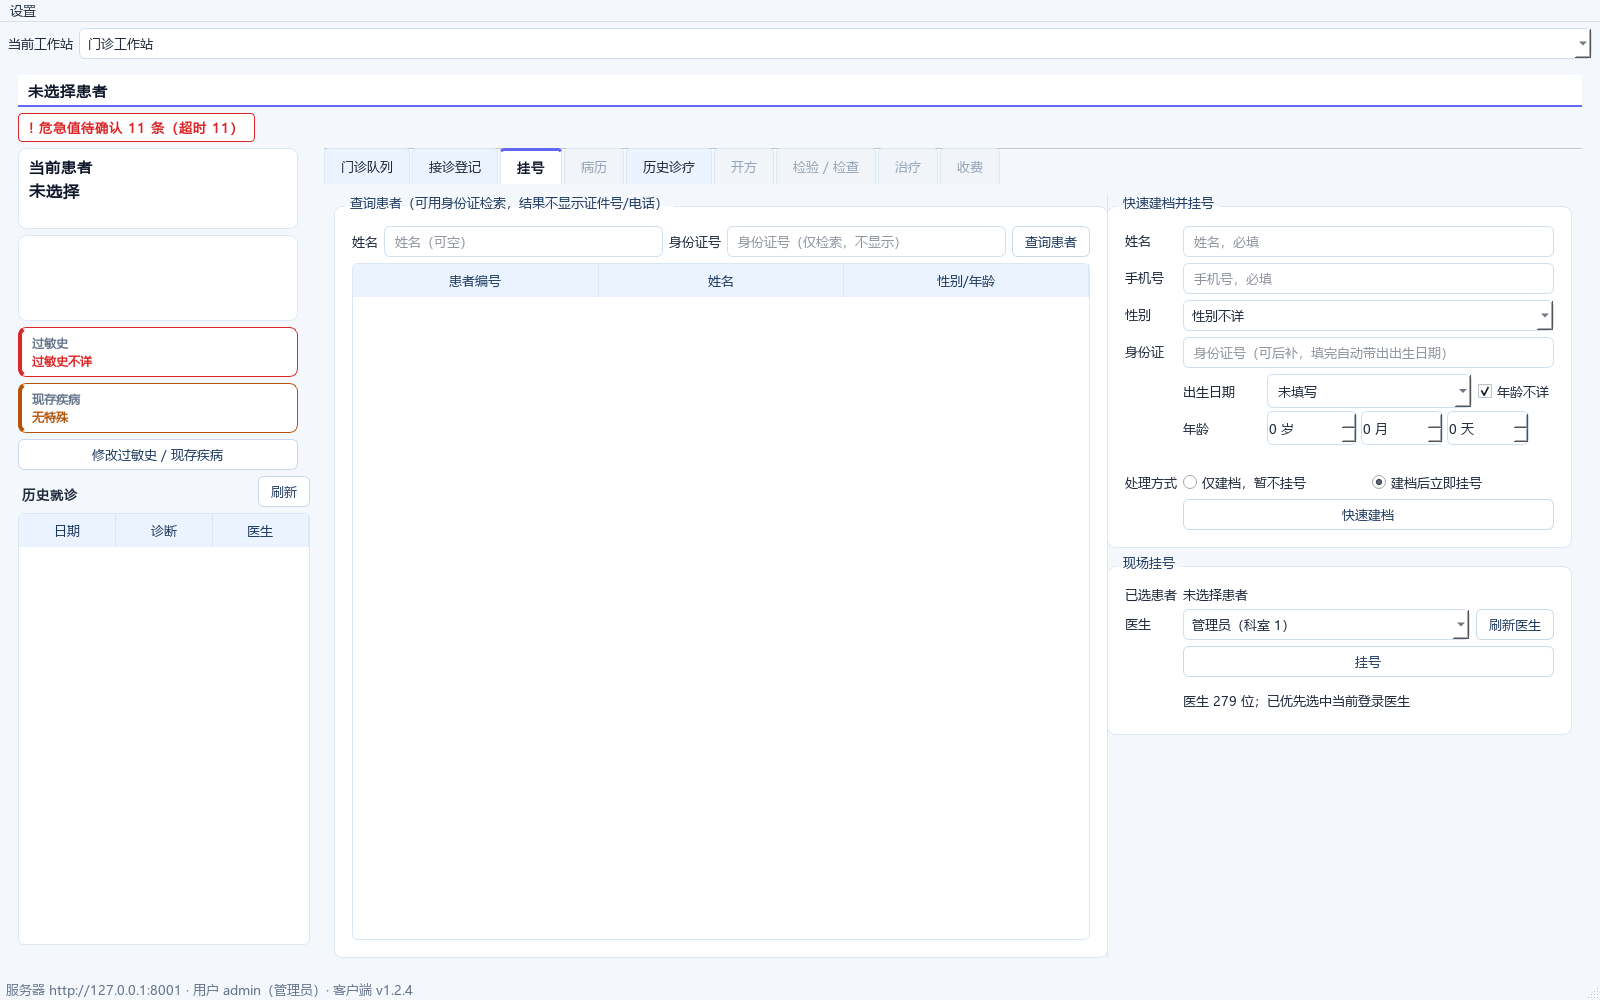 设置
当前工作站 门诊工作站
未选择患者
! 危急值待确认 11 条（超时 11）
当前患者
未选择
过敏史
过敏史不详
现存疾病
无特殊
修改过敏史 / 现存疾病
历史就诊 刷新
日期 诊断 医生
门诊队列 接诊登记 挂号 病历 历史诊疗 开方 检验 / 检查 治疗 收费
查询患者（可用身份证检索，结果不显示证件号/电话）
姓名 姓名（可空） 身份证号 身份证号（仅检索，不显示） 查询患者
患者编号 姓名 性别/年龄
快速建档并挂号
姓名 姓名，必填
手机号 手机号，必填
性别 性别不详
身份证 身份证号（可后补，填完自动带出出生日期）
出生日期 未填写 年龄不详
年龄 0 岁 0 月 0 天
处理方式 仅建档，暂不挂号 建档后立即挂号
快速建档
现场挂号
已选患者 未选择患者
医生 管理员（科室 1） 刷新医生
挂号
医生 279 位；已优先选中当前登录医生
服务器 http://127.0.0.1:8001 · 用户 admin（管理员）· 客户端 v1.2.4